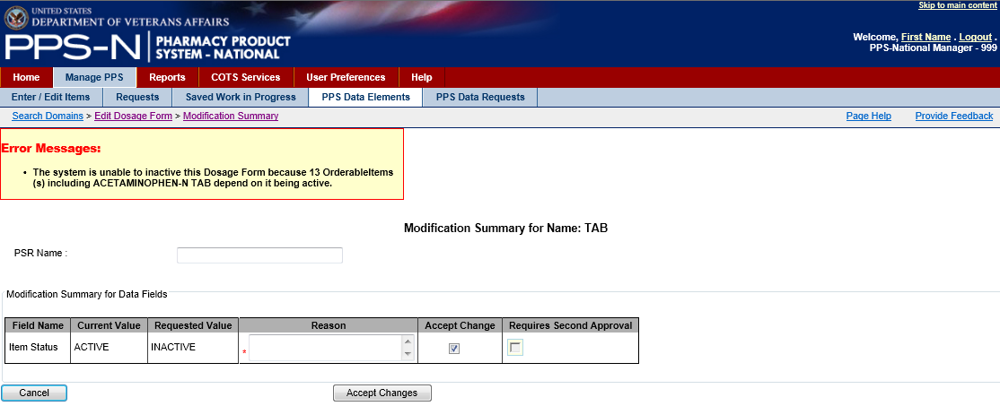 Skip to main content
UNITED STATES
DEPARTMENT OF VETERANS AFFAIRS
PPS-N PHARMACY PRODUCT
SYSTEM - NATIONAL
Welcome, First Name . Logout .
PPS-National Manager - 999
Home Manage PPS Reports COTS Services User Preferences Help
Enter / Edit Items Requests Saved Work in Progress PPS Data Elements PPS Data Requests
Search Domains > Edit Dosage Form > Modification Summary Page Help Provide Feedback
Error Messages:
• The system is unable to inactive this Dosage Form because 13 OrderableItems
(s) including ACETAMINOPHEN-N TAB depend on it being active.
Modification Summary for Name: TAB
PSR Name :
Modification Summary for Data Fields
Field Name Current Value Requested Value Reason Accept Change Requires Second Approval
Item Status ACTIVE INACTIVE *
Cancel Accept Changes